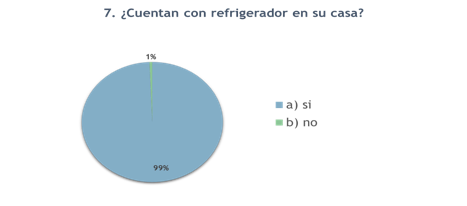 7. ¿Cuentan con refrigerador en su casa?
1%
a) si
b) no
99%